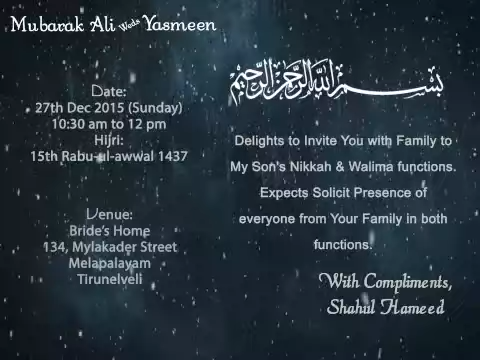 Mubarak Ali Weds Yasmeen
Date:
27th Dec 2015 (Sunday)
10:30 am to 12 pm
Hijri:
15th Rabu-ul-awwal 1437
Venue:
Bride's Home
134, Mylakader Street
Melapalayam
Tirunelveli
بسم الله الرحمن الرحيم
Delights to Invite You with Family to
My Son's Nikkah & Walima functions.
Expects Solicit Presence of
everyone from Your Family in both
functions.
With Compliments,
Shahul Hameed